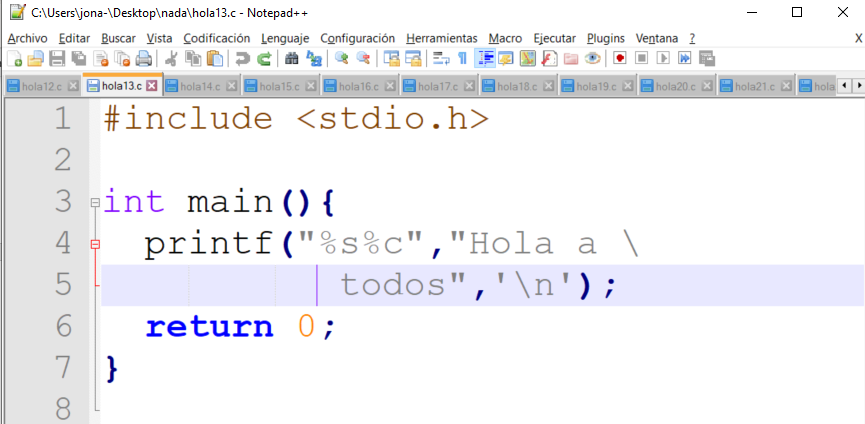 C:\Users\jona-\Desktop\nada\hola13.c - Notepad++
Archivo Editar Buscar Vista Codificación Lenguaje Configuración Herramientas Macro Ejecutar Plugins Ventana ? X
hola12.c hola13.c hola14.c hola15.c hola16.c hola17.c hola18.c hola19.c hola20.c hola21.c hola
1 #include <stdio.h>
2
3 int main(){
4   printf("%s%c","Hola a \
5            todos",'\n');
6   return 0;
7 }
8